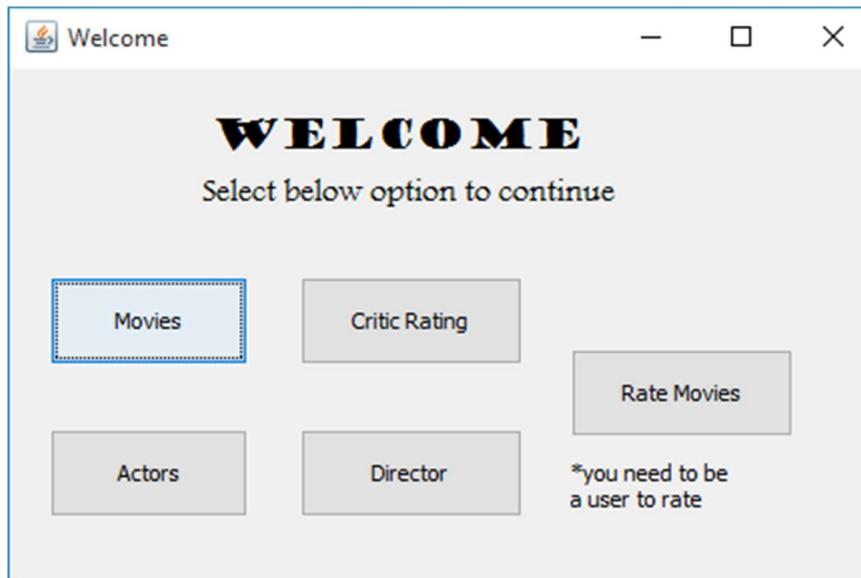 Welcome
WELCOME
Select below option to continue
Movies
Critic Rating
Rate Movies
Actors
Director
*you need to be
a user to rate